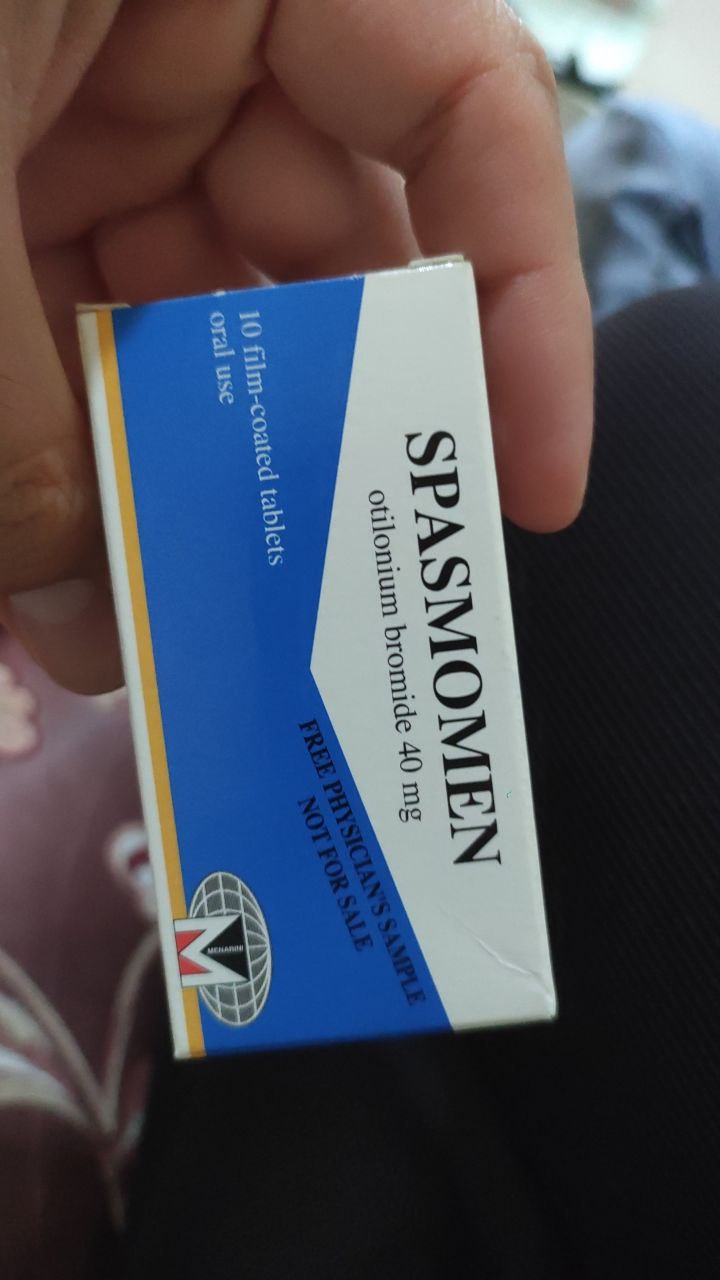 SPASMOMEN
otilonium bromide 40 mg
10 film-coated tablets
oral use
FREE PHYSICIAN'S SAMPLE
NOT FOR SALE
MENARINI